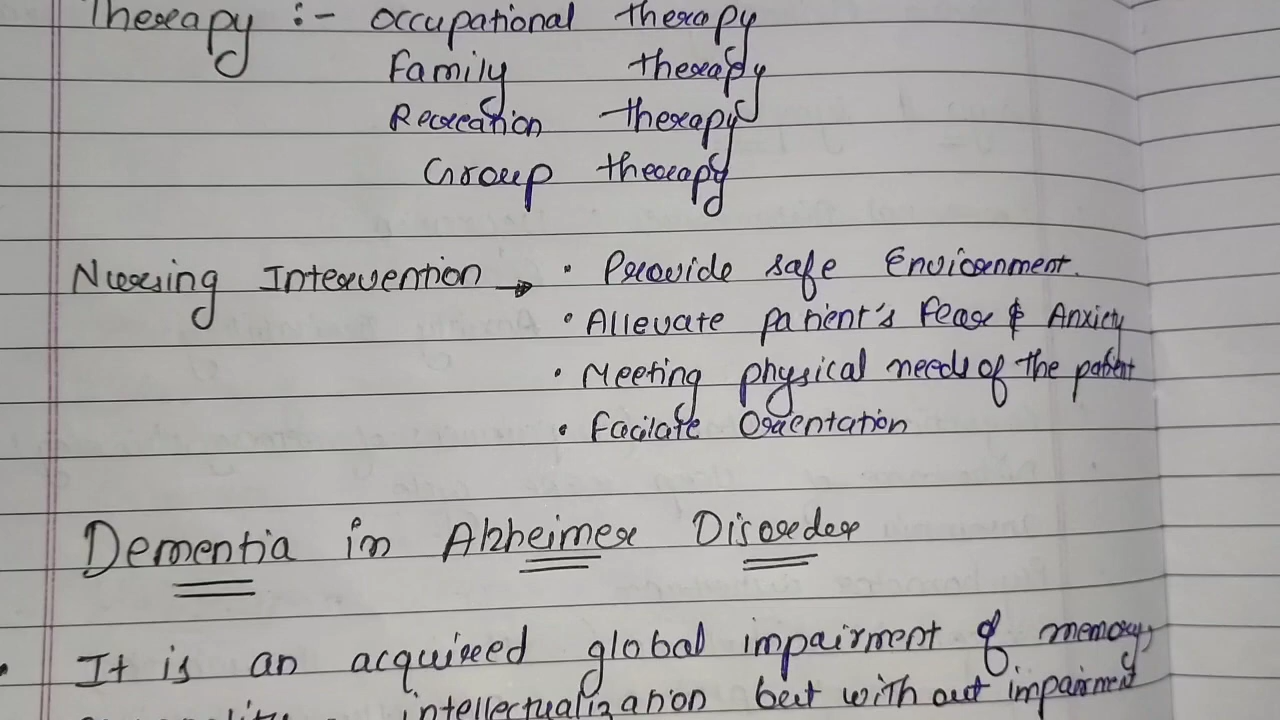 Therapy :- Occupational therapy
Family therapy
Recreation therapy
Group therapy
Nursing Intervention → • Provide safe Environment.
• Allevate patient's Fear & Anxiety
• Meeting physical needs of the patient
• Facilate Orientation
Dementia in Alzheimer Disorder
• It is an acquired global impairment of memory,
intellectualization but without impairment